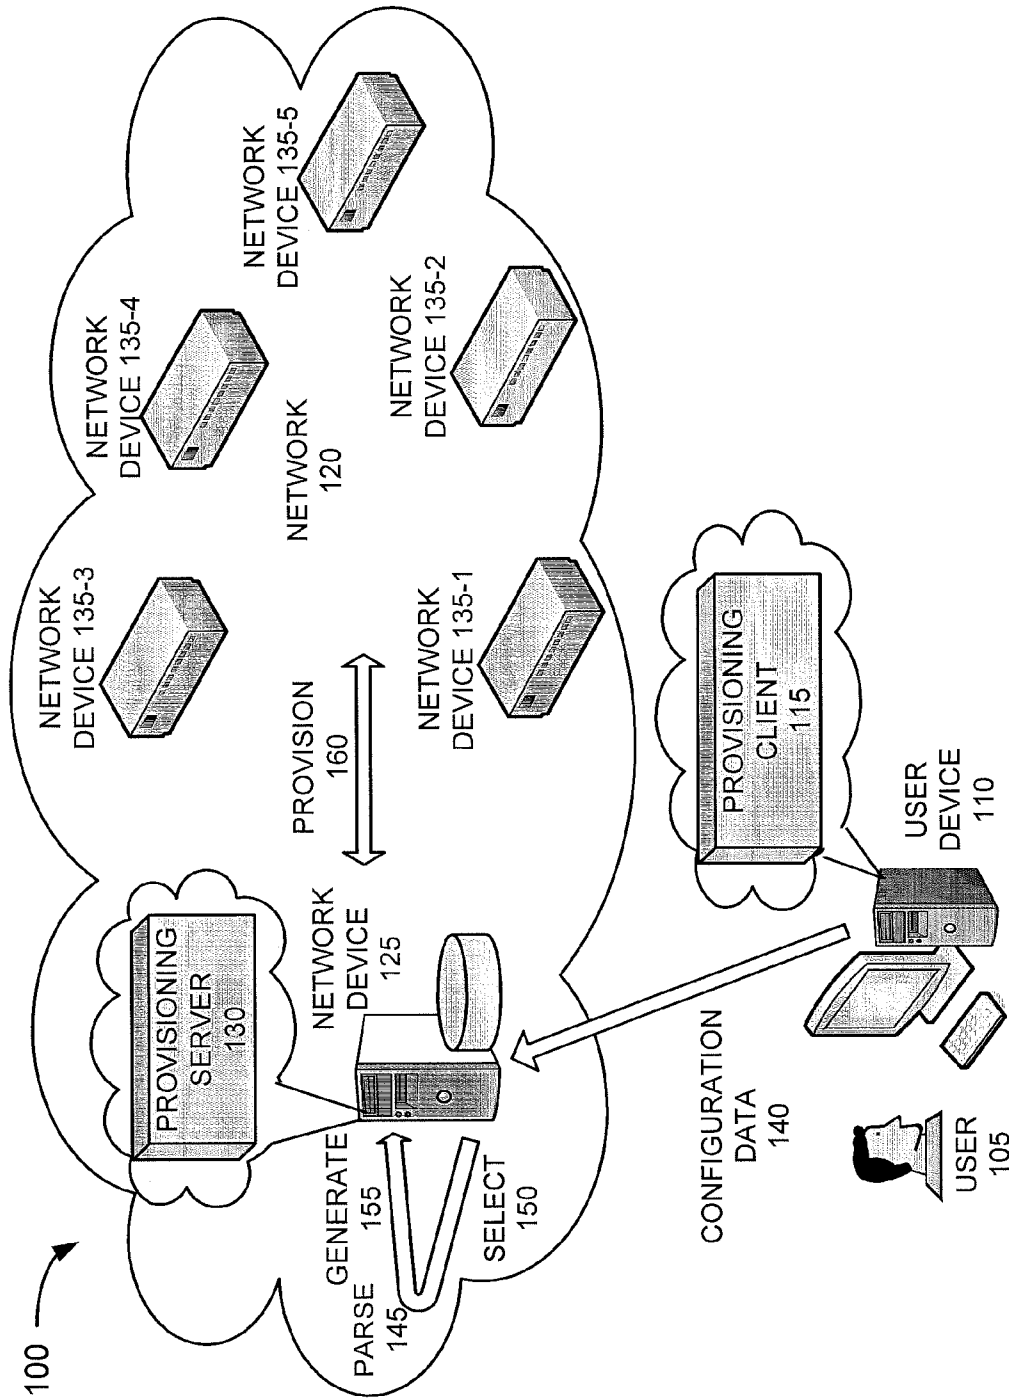 100
PROVISIONING
SERVER
130
NETWORK
DEVICE 135-3
NETWORK
DEVICE 135-4
NETWORK
DEVICE 135-5
NETWORK
120
PROVISION
160
NETWORK
DEVICE
125
GENERATE
155
PARSE
145
SELECT
150
NETWORK
DEVICE 135-1
NETWORK
DEVICE 135-2
CONFIGURATION
DATA
140
PROVISIONING
CLIENT
115
USER
DEVICE
110
USER
105